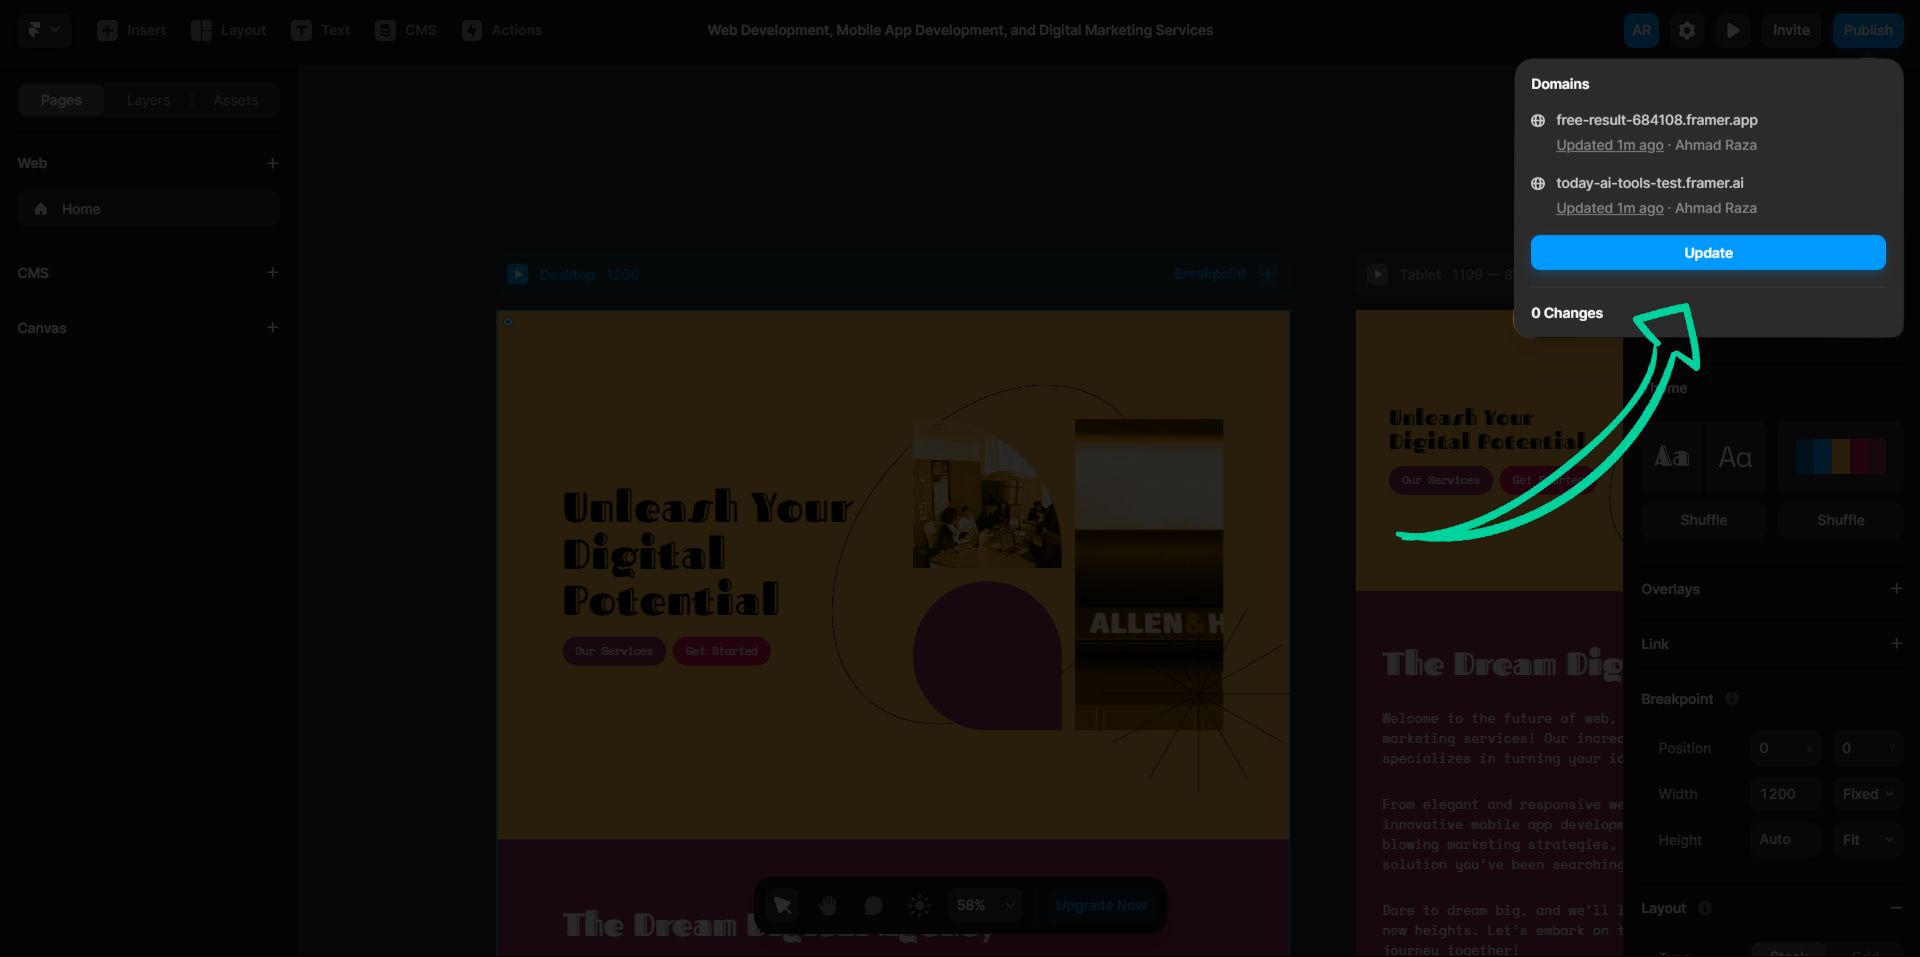 Insert
Layout
Text
CMS
Actions
Web Development, Mobile App Development, and Digital Marketing Services
AR
Invite
Publish
Pages
Layers
Assets
Web
Home
CMS
Canvas
Domains
free-result-684108.framer.app
Updated 1m ago · Ahmad Raza
today-ai-tools-test.framer.ai
Updated 1m ago · Ahmad Raza
Update
0 Changes
Desktop 1200
Breakpoint
Tablet 1199 —
Unleash Your
Digital
Potential
Our Services
Get Started
ALLEN&H
The Dream
58%
Upgrade Now
Unleash Your
Digital Potential
Our Services
Get Started
The Dream Dig
Welcome to the future of web,
marketing services! Our incre
specializes in turning your
From elegant and responsive we
innovative mobile app developm
blowing marketing strategies,
solution you've been searching
Dare to dream big, and we'll
new heights. Let's embark on
journey together!
Aa
Aa
Shuffle
Shuffle
Overlays
Link
Breakpoint
Position
0
X
0
Y
Width
1200
Fixed
Height
Auto
Fit
Layout